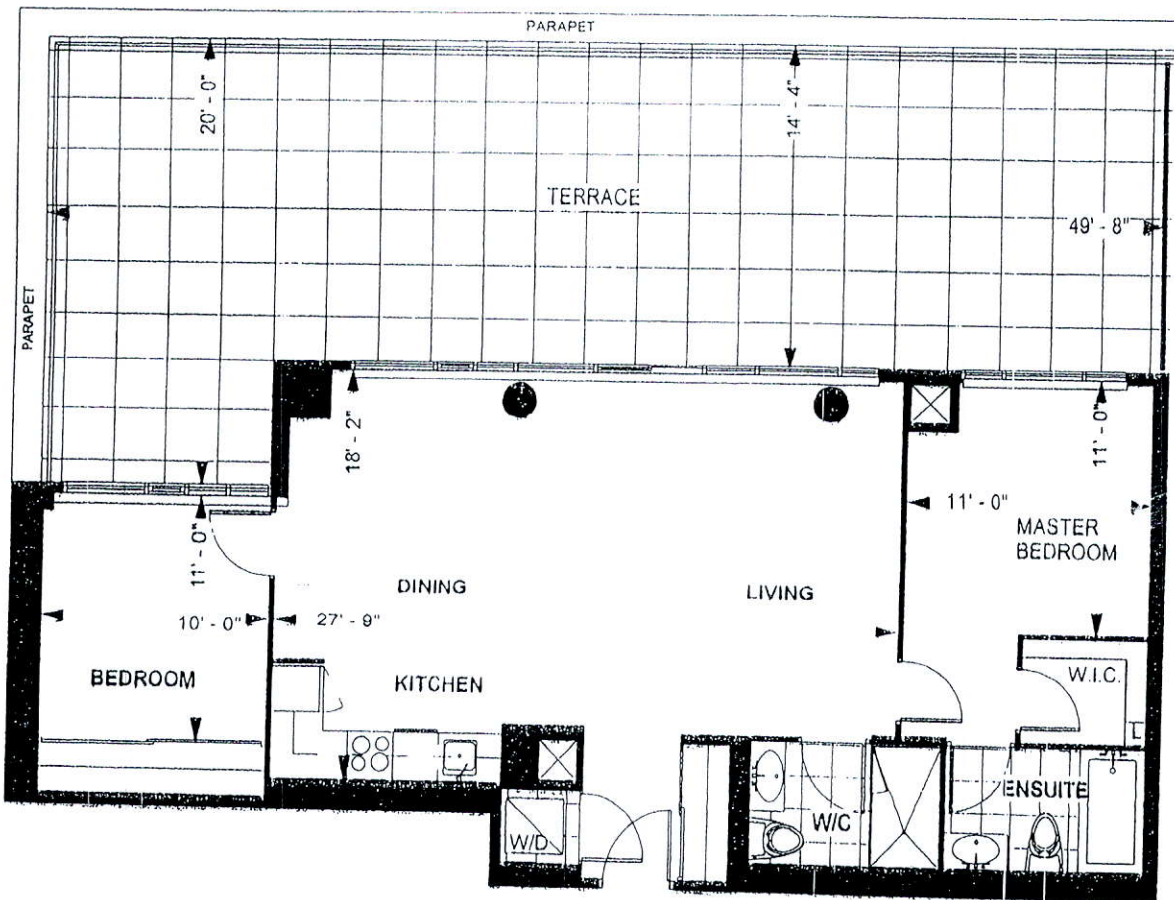 PARAPET
20' - 0"
14' - 4"
TERRACE
49' - 8"
PARAPET
18' - 2"
11' - 0"
11' - 0"
11' - 0"
MASTER
BEDROOM
DINING
LIVING
10' - 0"
27' - 9"
BEDROOM
KITCHEN
W.I.C.
ENSUITE
W/C
W/D